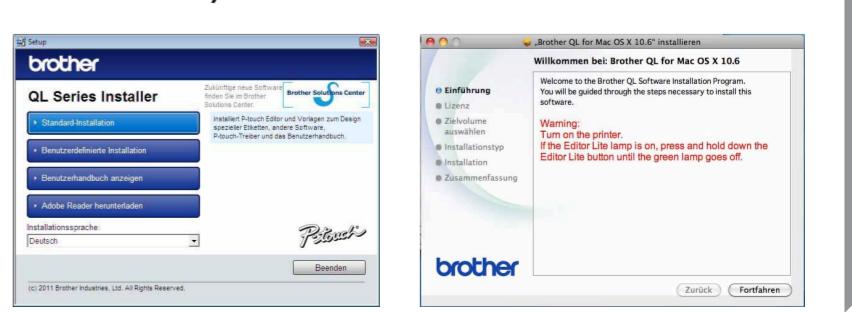 Setup
brother
QL Series Installer
Zukünftige neue Software
finden Sie im Brother
Solutions Center.
Brother Solutions Center
Standard-Installation
Benutzerdefinierte Installation
Benutzerhandbuch anzeigen
Adobe Reader herunterladen
Installiert P-touch Editor und Vorlagen zum Design
spezieller Etiketten, andere Software,
P-touch-Treiber und das Benutzerhandbuch.
Installationssprache:
Deutsch
P-touch
Beenden
(c) 2011 Brother Industries, Ltd. All Rights Reserved.
„Brother QL for Mac OS X 10.6“ installieren
Willkommen bei: Brother QL for Mac OS X 10.6
Einführung
Lizenz
Zielvolume
auswählen
Installationstyp
Installation
Zusammenfassung
Welcome to the Brother QL Software Installation Program.
You will be guided through the steps necessary to install this
software.
Warning:
Turn on the printer.
If the Editor Lite lamp is on, press and hold down the
Editor Lite button until the green lamp goes off.
brother
Zurück
Fortfahren